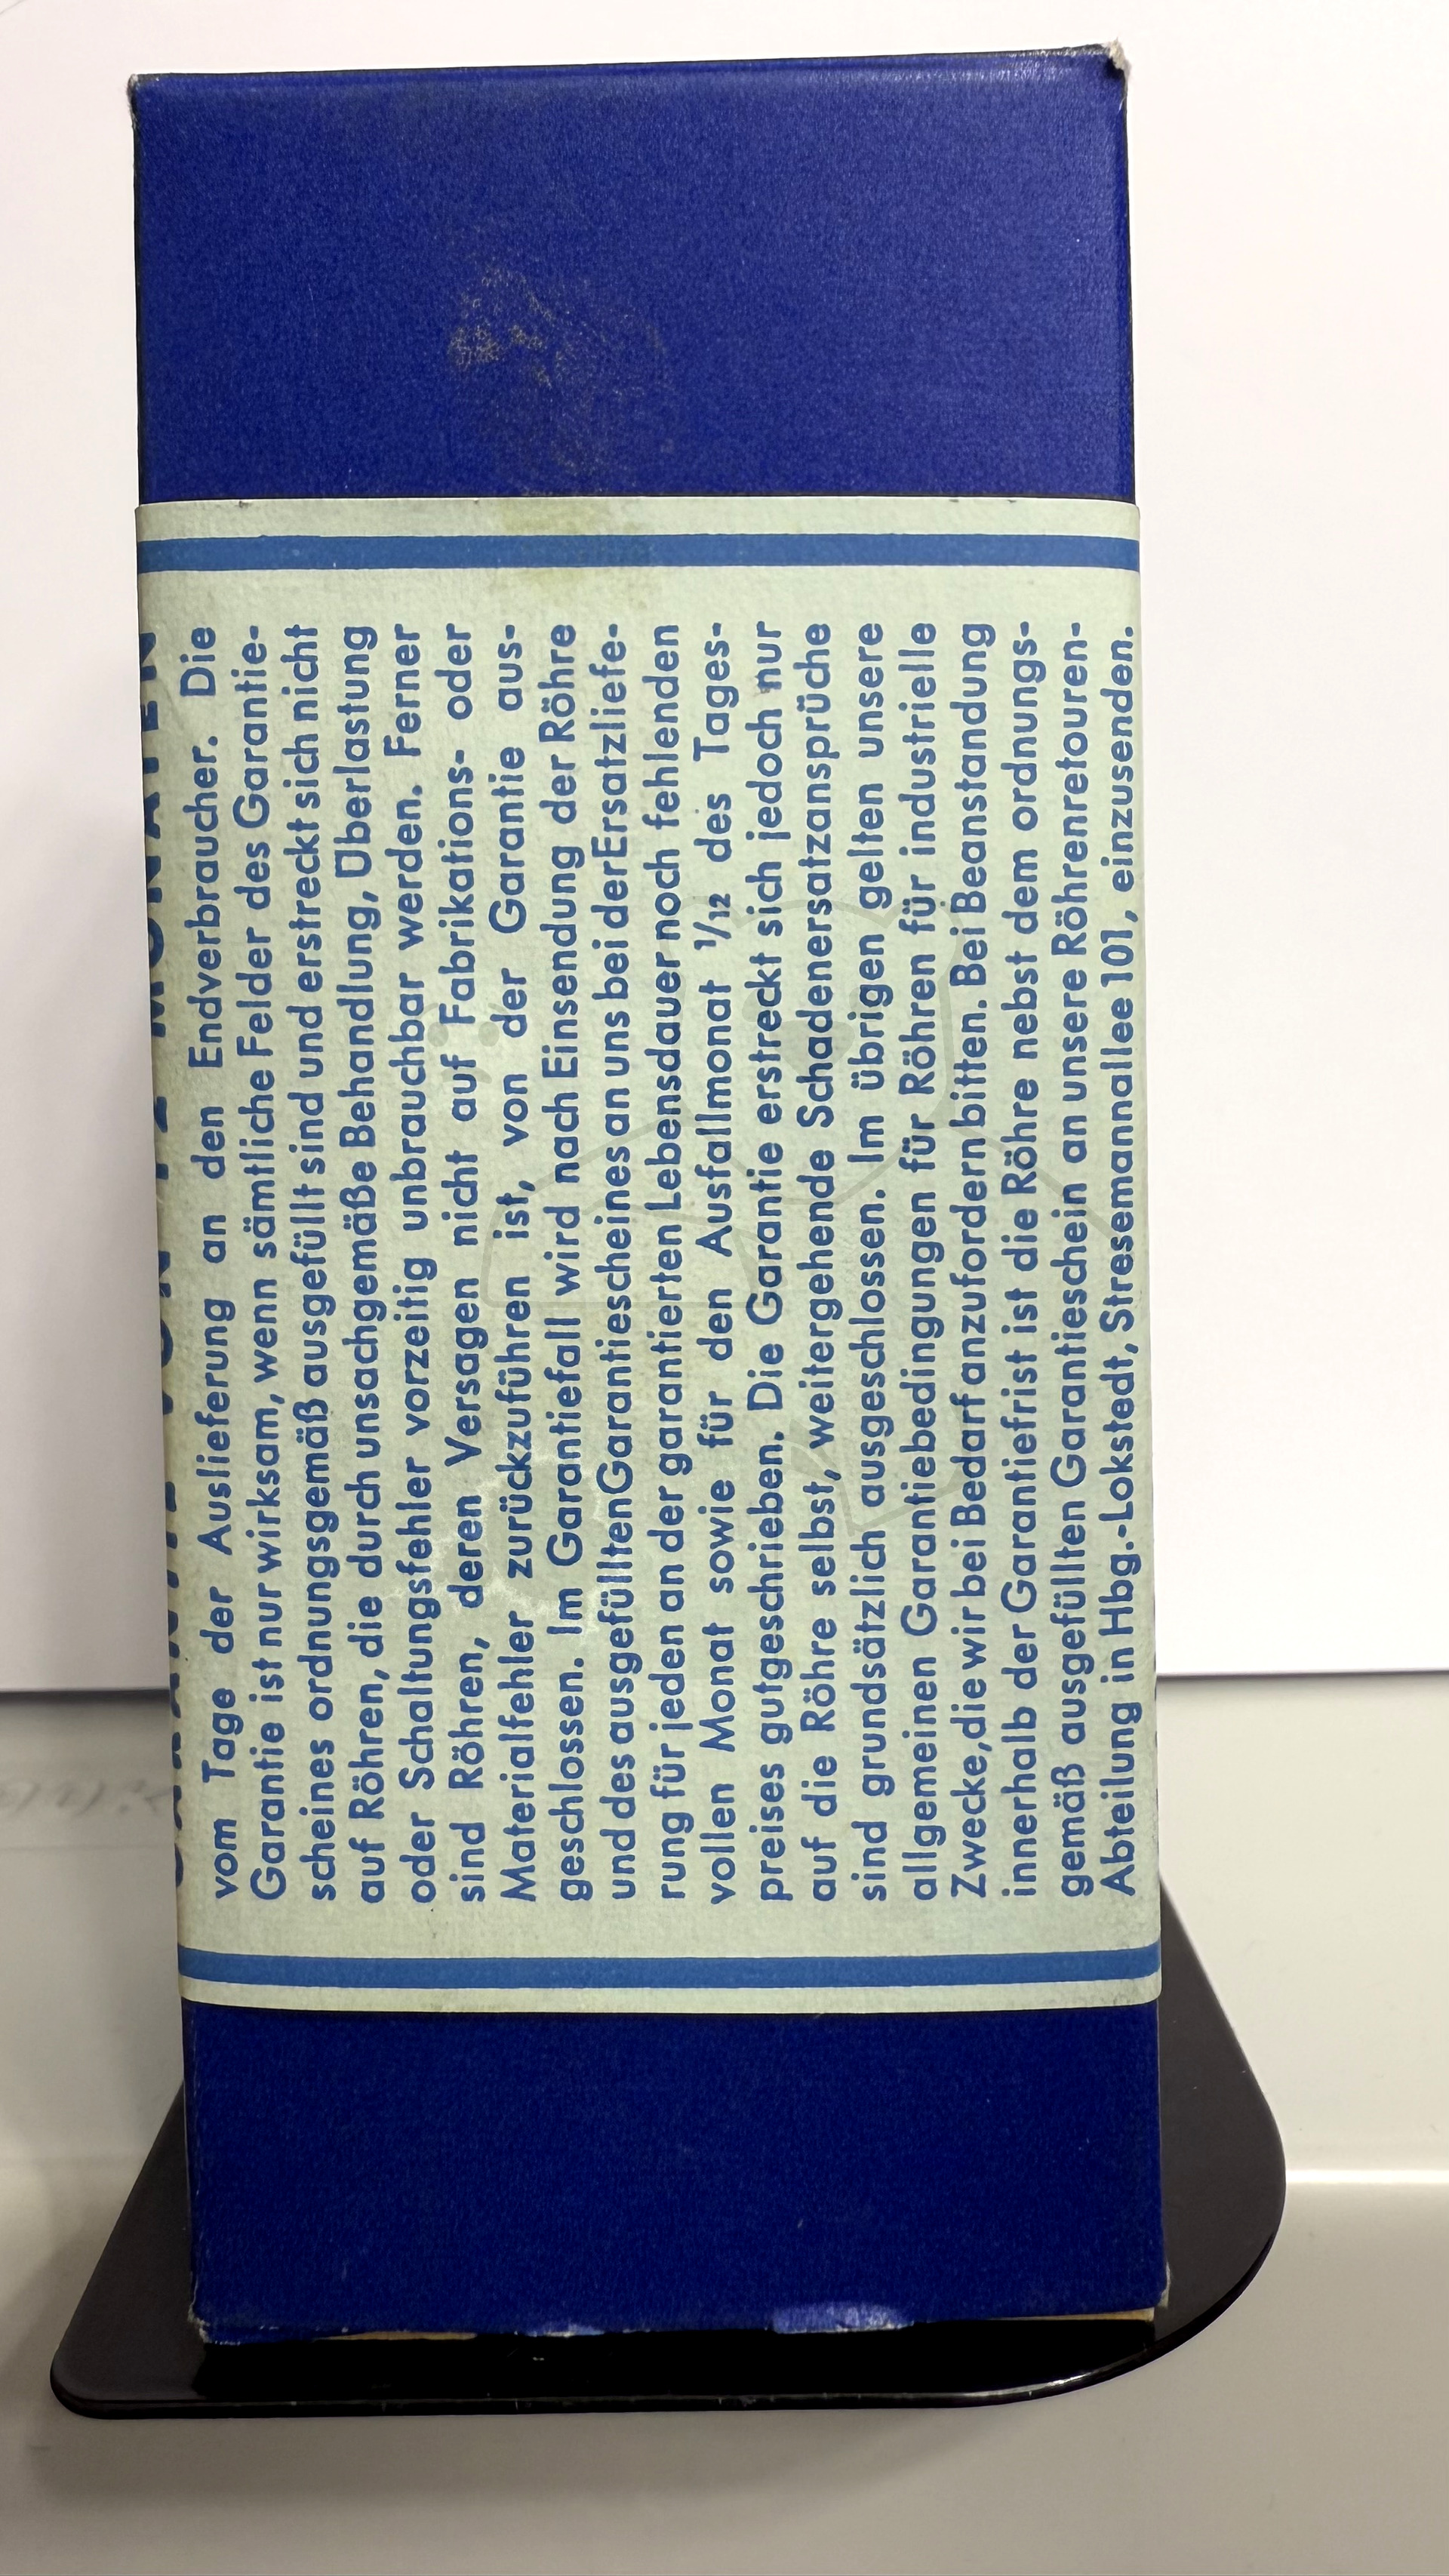 GARANTIE VON 12 MONATEN
vom Tage der Auslieferung an den Endverbraucher. Die
Garantie ist nur wirksam, wenn sämtliche Felder des Garantie-
scheines ordnungsgemäß ausgefüllt sind und erstreckt sich nicht
auf Röhren, die durch unsachgemäße Behandlung, Überlastung
oder Schaltungsfehler vorzeitig unbrauchbar werden. Ferner
sind Röhren, deren Versagen nicht auf Fabrikations- oder
Materialfehler zurückzuführen ist, von der Garantie aus-
geschlossen. Im Garantiefall wird nach Einsendung der Röhre
und des ausgefüllten Garantiescheines an uns bei der Ersatzliefe-
rung für jeden an der garantierten Lebensdauer noch fehlenden
vollen Monat sowie für den Ausfallmonat 1/12 des Tages-
preises gutgeschrieben. Die Garantie erstreckt sich jedoch nur
auf die Röhre selbst, weitergehende Schadenersatzansprüche
sind grundsätzlich ausgeschlossen. Im übrigen gelten unsere
allgemeinen Garantiebedingungen für Röhren für industrielle
Zwecke, die wir bei Bedarf anzufordern bitten. Bei Beanstandung
innerhalb der Garantiefrist ist die Röhre nebst dem ordnungs-
gemäß ausgefüllten Garantieschein an unsere Röhrenretouren-
Abteilung in Hbg.-Lokstedt, Stresemannallee 101, einzusenden.